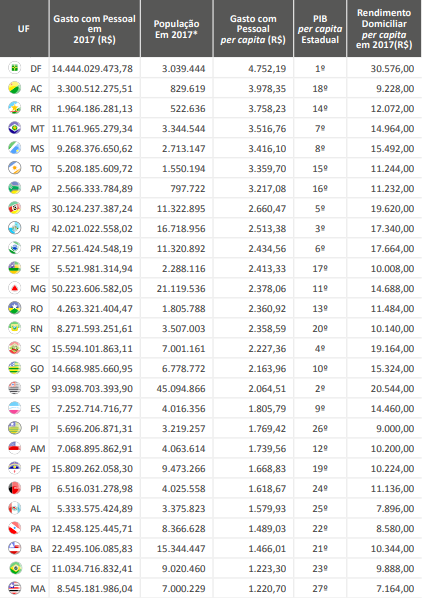 UF Gasto com Pessoal em 2017 (R$) População Em 2017* Gasto com Pessoal per capita (R$) PIB per capita Estadual Rendimento Domiciliar per capita em 2017(R$)
DF 14.444.029.473,78 3.039.444 4.752,19 1º 30.576,00
AC 3.300.512.275,51 829.619 3.978,35 18º 9.228,00
RR 1.964.186.281,13 522.636 3.758,23 14º 12.072,00
MT 11.761.965.279,34 3.344.544 3.516,76 7º 14.964,00
MS 9.268.376.650,62 2.713.147 3.416,10 8º 15.492,00
TO 5.208.185.609,72 1.550.194 3.359,70 15º 11.244,00
AP 2.566.333.784,89 797.722 3.217,08 16º 11.232,00
RS 30.124.237.387,24 11.322.895 2.660,47 5º 19.620,00
RJ 42.021.022.558,02 16.718.956 2.513,38 3º 17.340,00
PR 27.561.424.548,19 11.320.892 2.434,56 6º 17.664,00
SE 5.521.981.314,94 2.288.116 2.413,33 17º 10.008,00
MG 50.223.606.582,05 21.119.536 2.378,06 11º 14.688,00
RO 4.263.321.404,47 1.805.788 2.360,92 13º 11.484,00
RN 8.271.593.251,61 3.507.003 2.358,59 20º 10.140,00
SC 15.594.101.863,11 7.001.161 2.227,36 4º 19.164,00
GO 14.668.985.660,95 6.778.772 2.163,96 10º 15.324,00
SP 93.098.703.393,90 45.094.866 2.064,51 2º 20.544,00
ES 7.252.714.716,77 4.016.356 1.805,79 9º 14.460,00
PI 5.696.206.871,31 3.219.257 1.769,42 26º 9.000,00
AM 7.068.895.862,91 4.063.614 1.739,56 12º 10.200,00
PE 15.809.262.058,30 9.473.266 1.668,83 19º 10.224,00
PB 6.516.031.278,98 4.025.558 1.618,67 24º 11.136,00
AL 5.333.575.424,89 3.375.823 1.579,93 25º 7.896,00
PA 12.458.125.445,71 8.366.628 1.489,03 22º 8.580,00
BA 22.495.106.085,83 15.344.447 1.466,01 21º 10.344,00
CE 11.034.716.832,41 9.020.460 1.223,30 23º 9.888,00
MA 8.545.181.986,04 7.000.229 1.220,70 27º 7.164,00